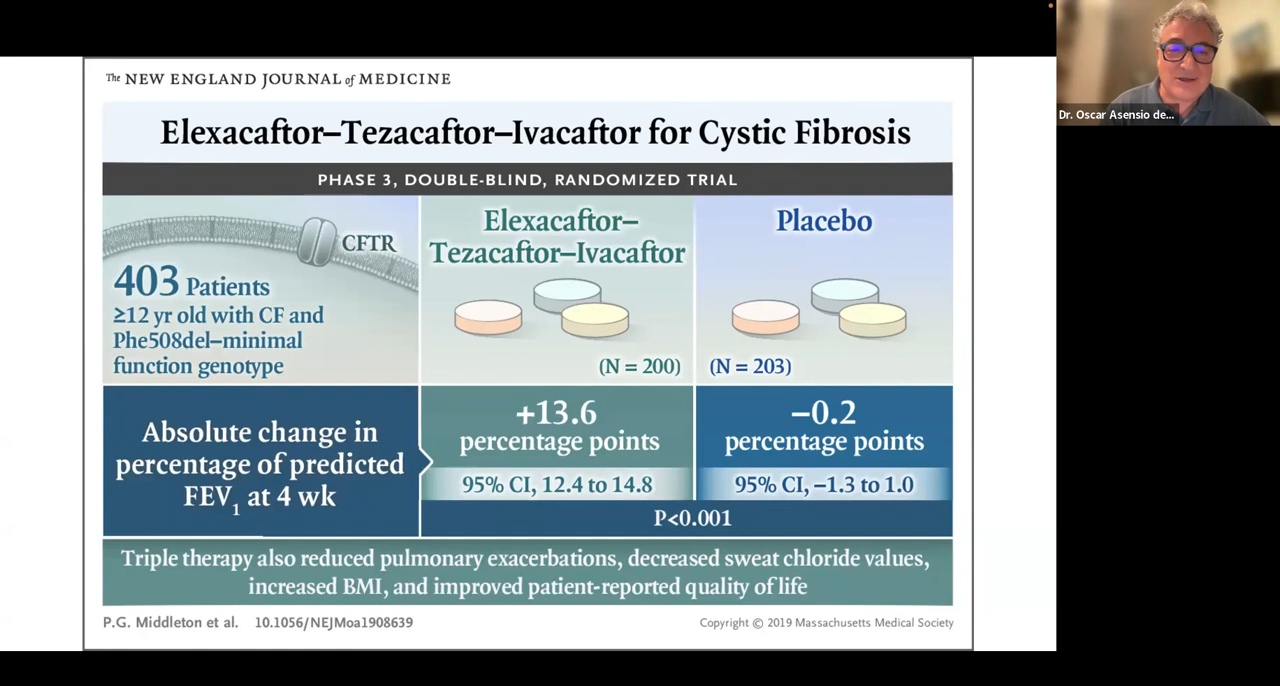 The NEW ENGLAND JOURNAL of MEDICINE
Elexacaftor–Tezacaftor–Ivacaftor for Cystic Fibrosis
PHASE 3, DOUBLE-BLIND, RANDOMIZED TRIAL
CFTR
403 Patients
≥12 yr old with CF and
Phe508del–minimal
function genotype
Elexacaftor–
Tezacaftor–Ivacaftor
(N = 200)
Placebo
(N = 203)
Absolute change in
percentage of predicted
FEV₁ at 4 wk
+13.6
percentage points
95% CI, 12.4 to 14.8
−0.2
percentage points
95% CI, −1.3 to 1.0
P<0.001
Triple therapy also reduced pulmonary exacerbations, decreased sweat chloride values,
increased BMI, and improved patient-reported quality of life
P.G. Middleton et al. 10.1056/NEJMoa1908639
Copyright © 2019 Massachusetts Medical Society
Dr. Oscar Asensio de...